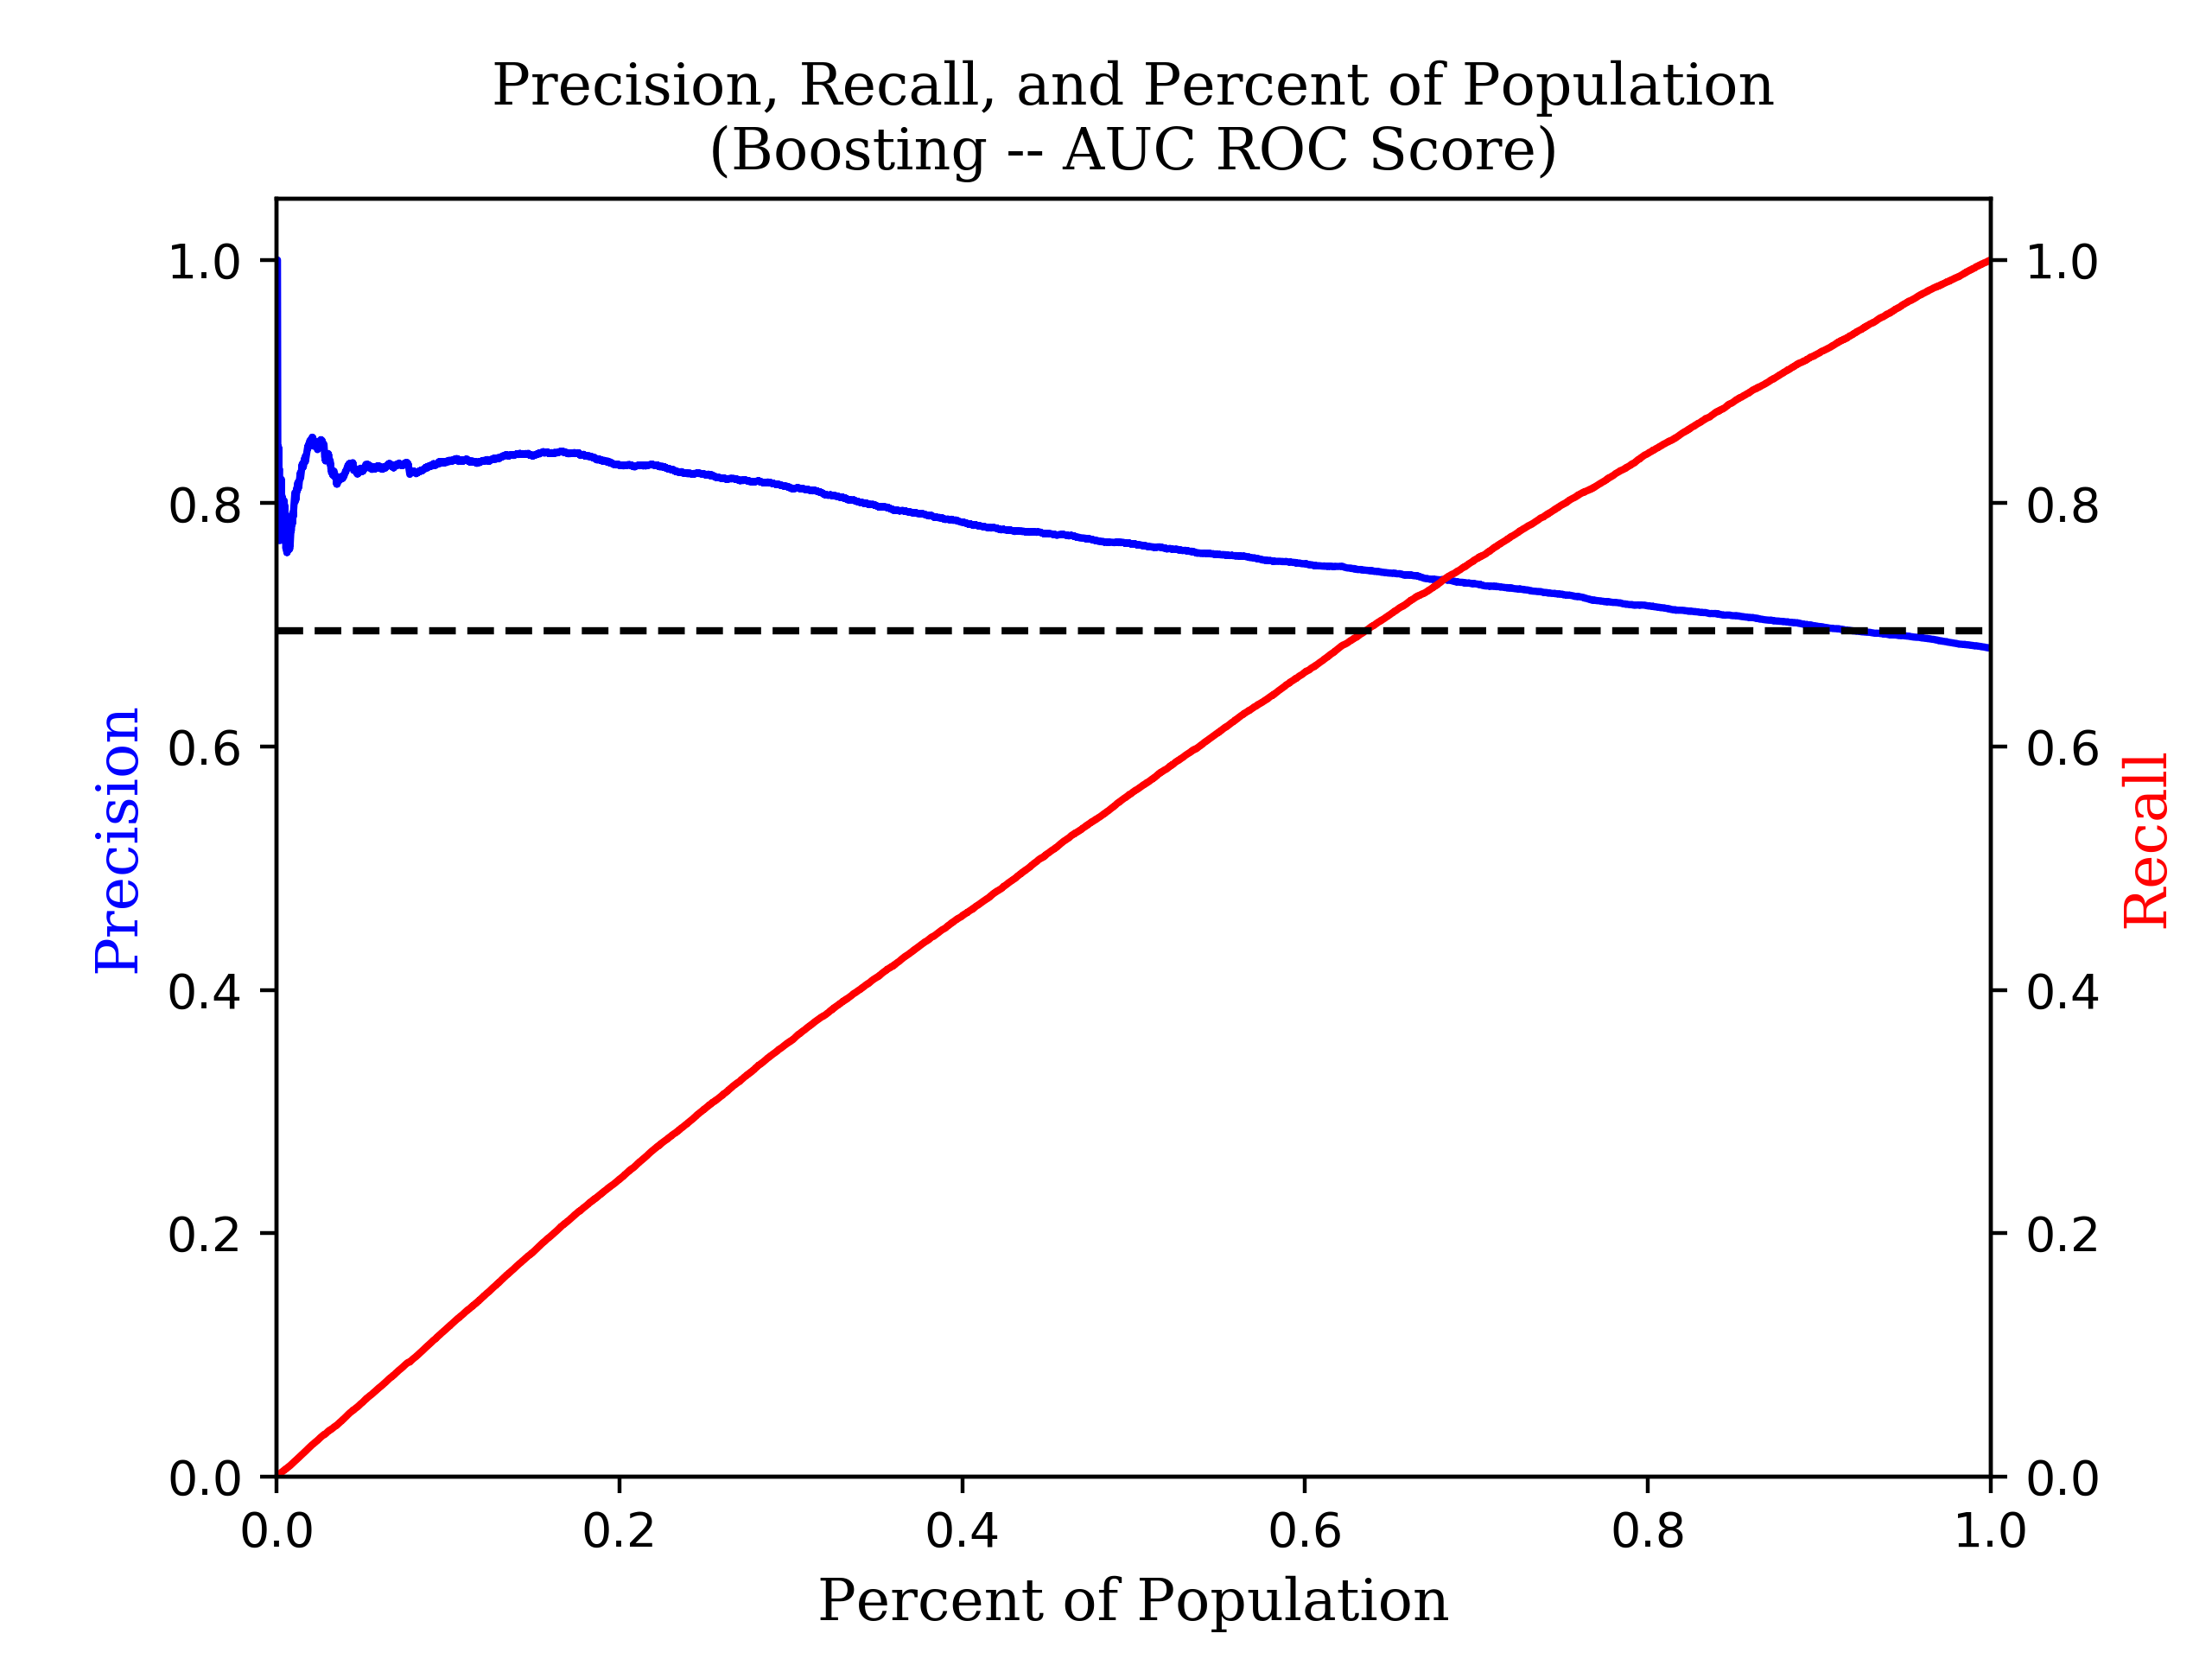 Precision, Recall, and Percent of Population
(Boosting -- AUC ROC Score)
1.0
0.8
0.6
0.4
0.2
0.0
Precision
1.0
0.8
0.6
0.4
0.2
0.0
Recall
0.0 0.2 0.4 0.6 0.8 1.0
Percent of Population